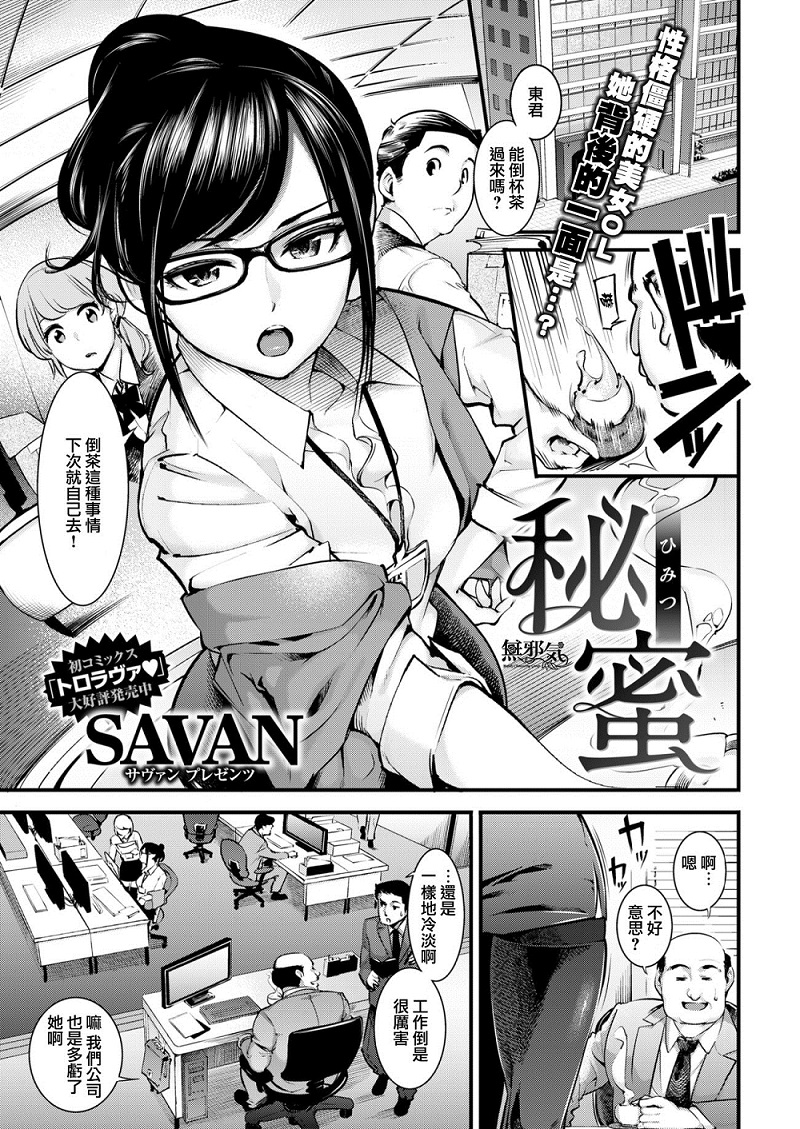 性格僵硬的美女OL
她背後的一面是…?
東君
能倒杯茶
過來嗎?
ドン
倒茶這種事情
下次就自己去!
秘蜜
ひみつ
無邪気
初コミックス
「トロラヴァ♥」
大好評発売中
SAVAN
サヴァン プレゼンツ
カッ
カッ
嗯 啊…
不好
意思?
…還是
一樣地冷淡啊
工作倒是
很厲害
嘛 我們公司
也是多虧了
她啊